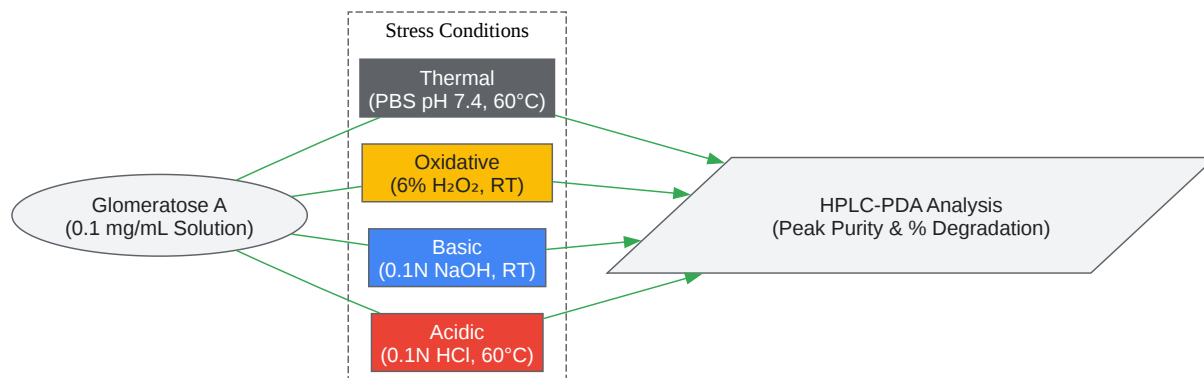 Stress Conditions
Thermal
(PBS pH 7.4, 60°C)
Oxidative
(6% H₂O₂, RT)
Glomeratose A
(0.1 mg/mL Solution)
HPLC-PDA Analysis
(Peak Purity & % Degradation)
Basic
(0.1N NaOH, RT)
Acidic
(0.1N HCl, 60°C)